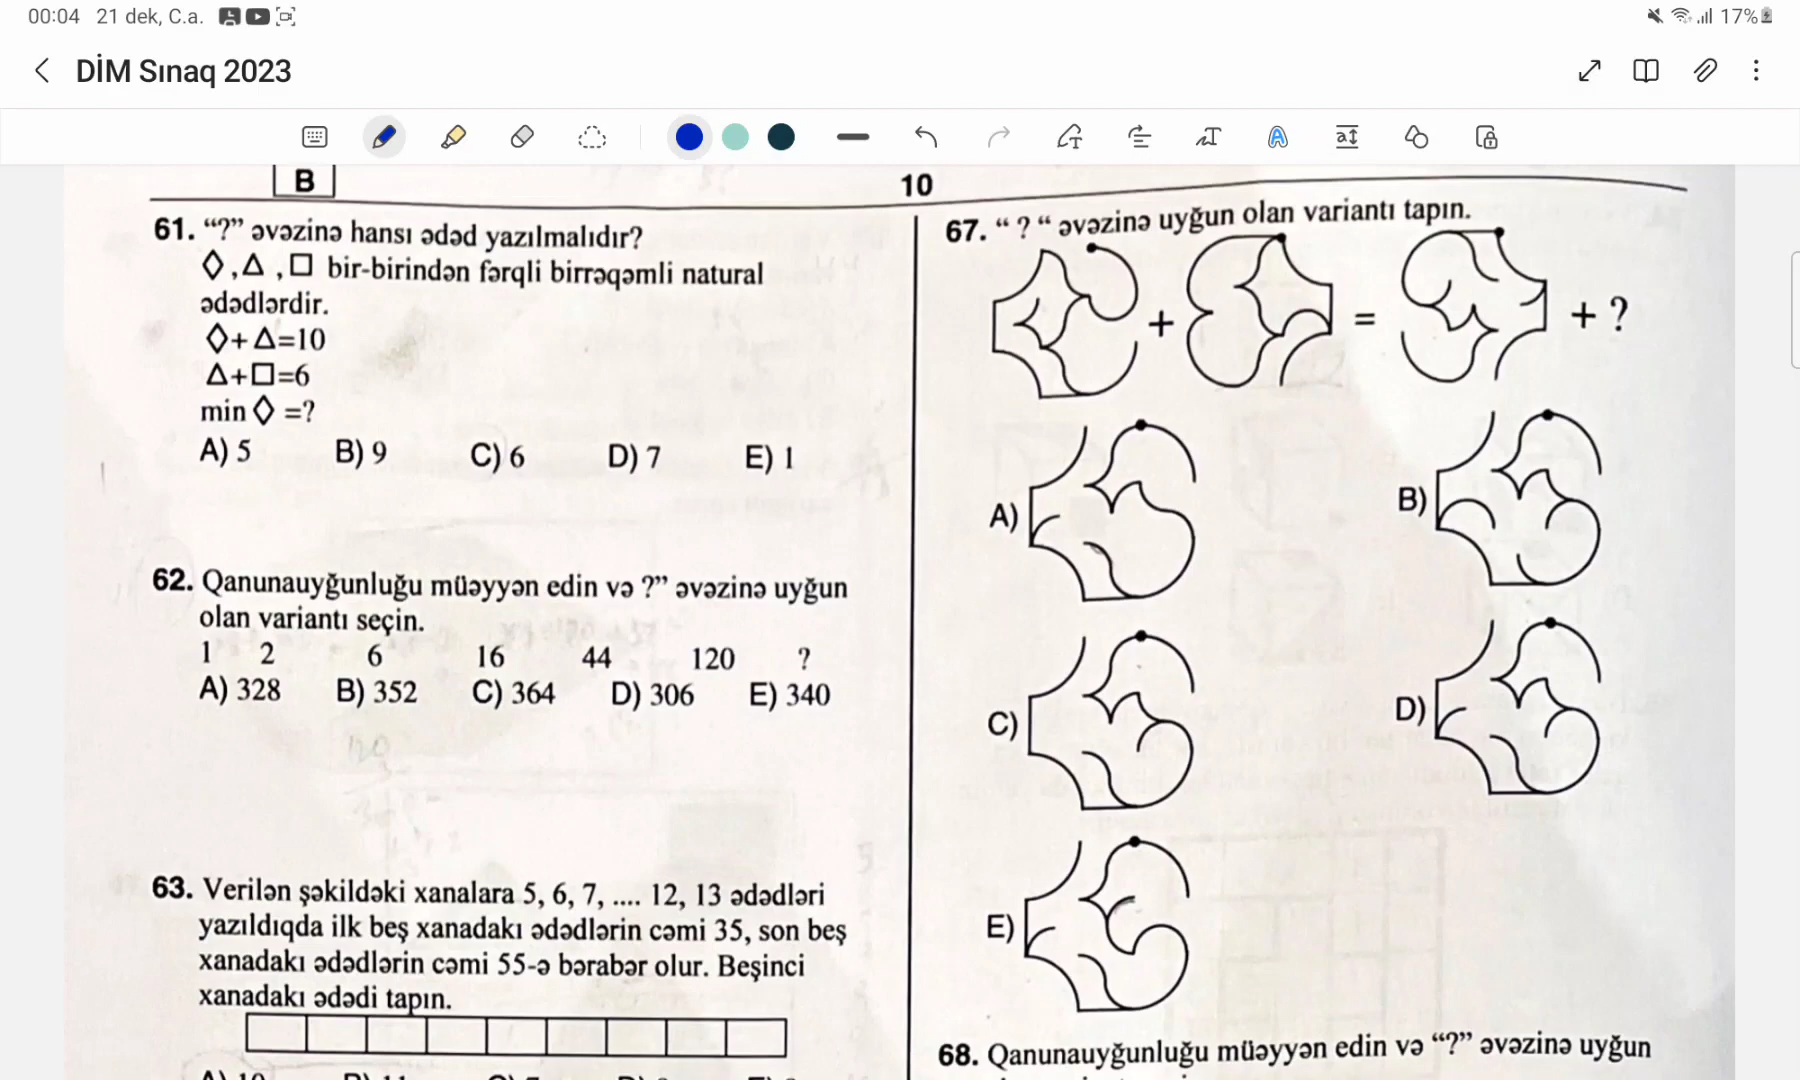 00:04 21 dek, C.a.
17%
DİM Sınaq 2023
B
10
61. “?” əvəzinə hansı ədəd yazılmalıdır?
◊,△,□ bir-birindən fərqli birrəqəmli natural
ədədlərdir.
◊+△=10
△+□=6
min ◊ =?
A) 5 B) 9 C) 6 D) 7 E) 1
62. Qanunauyğunluğu müəyyən edin və ?” əvəzinə uyğun
olan variantı seçin.
1 2 6 16 44 120 ?
A) 328 B) 352 C) 364 D) 306 E) 340
63. Verilən şəkildəki xanalara 5, 6, 7, .... 12, 13 ədədləri
yazıldıqda ilk beş xanadakı ədədlərin cəmi 35, son beş
xanadakı ədədlərin cəmi 55-ə bərabər olur. Beşinci
xanadakı ədədi tapın.
67. “ ? “ əvəzinə uyğun olan variantı tapın.
+ = + ?
A) B)
C) D)
E)
68. Qanunauyğunluğu müəyyən edin və “?” əvəzinə uyğun